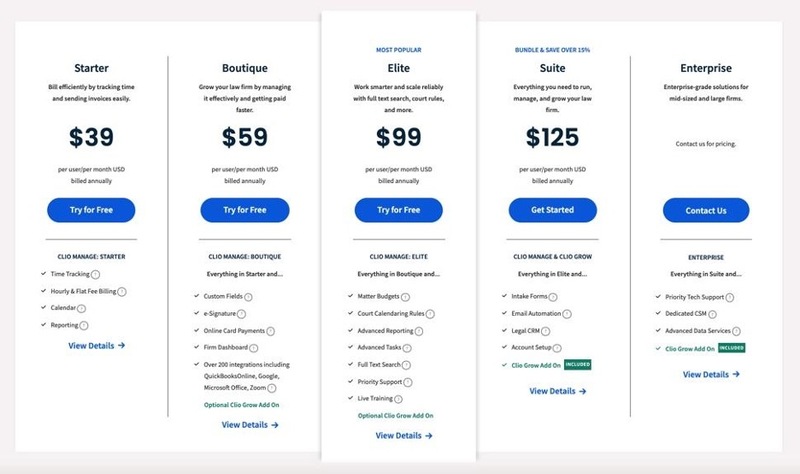 Starter
Bill efficiently by tracking time
and sending invoices easily.
$39
per user/per month USD
billed annually
Try for Free
CLIO MANAGE: STARTER
Time Tracking
Hourly & Flat Fee Billing
Calendar
Reporting
View Details →
Boutique
Grow your law firm by managing
it effectively and getting paid
faster.
$59
per user/per month USD
billed annually
Try for Free
CLIO MANAGE: BOUTIQUE
Everything in Starter and...
Custom Fields
e-Signature
Online Card Payments
Firm Dashboard
Over 200 integrations including
QuickBooksOnline, Google,
Microsoft Office, Zoom
Optional Clio Grow Add On
View Details →
MOST POPULAR
Elite
Work smarter and scale reliably
with full text search, court rules,
and more.
$99
per user/per month USD
billed annually
Try for Free
CLIO MANAGE: ELITE
Everything in Boutique and...
Matter Budgets
Court Calendaring Rules
Advanced Reporting
Advanced Tasks
Full Text Search
Priority Support
Live Training
Optional Clio Grow Add On
View Details →
BUNDLE & SAVE OVER 15%
Suite
Everything you need to run,
manage, and grow your law
firm.
$125
per user/per month USD
billed annually
Get Started
CLIO MANAGE & CLIO GROW
Everything in Elite and...
Intake Forms
Email Automation
Legal CRM
Account Setup
Clio Grow Add On INCLUDED
View Details →
Enterprise
Enterprise-grade solutions for
mid-sized and large firms.
Contact us for pricing.
Contact Us
ENTERPRISE
Everything in Suite and...
Priority Tech Support
Dedicated CSM
Advanced Data Services
Clio Grow Add On INCLUDED
View Details →